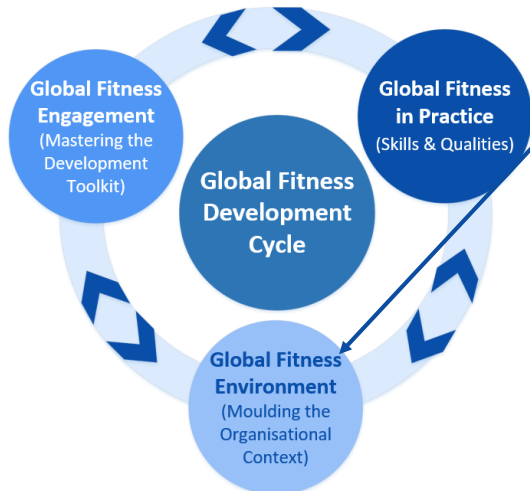 Global Fitness
Engagement
(Mastering the
Development
Toolkit)
Global Fitness
in Practice
(Skills & Qualities)
Global Fitness
Development
Cycle
Global Fitness
Environment
(Moulding the
Organisational
Context)